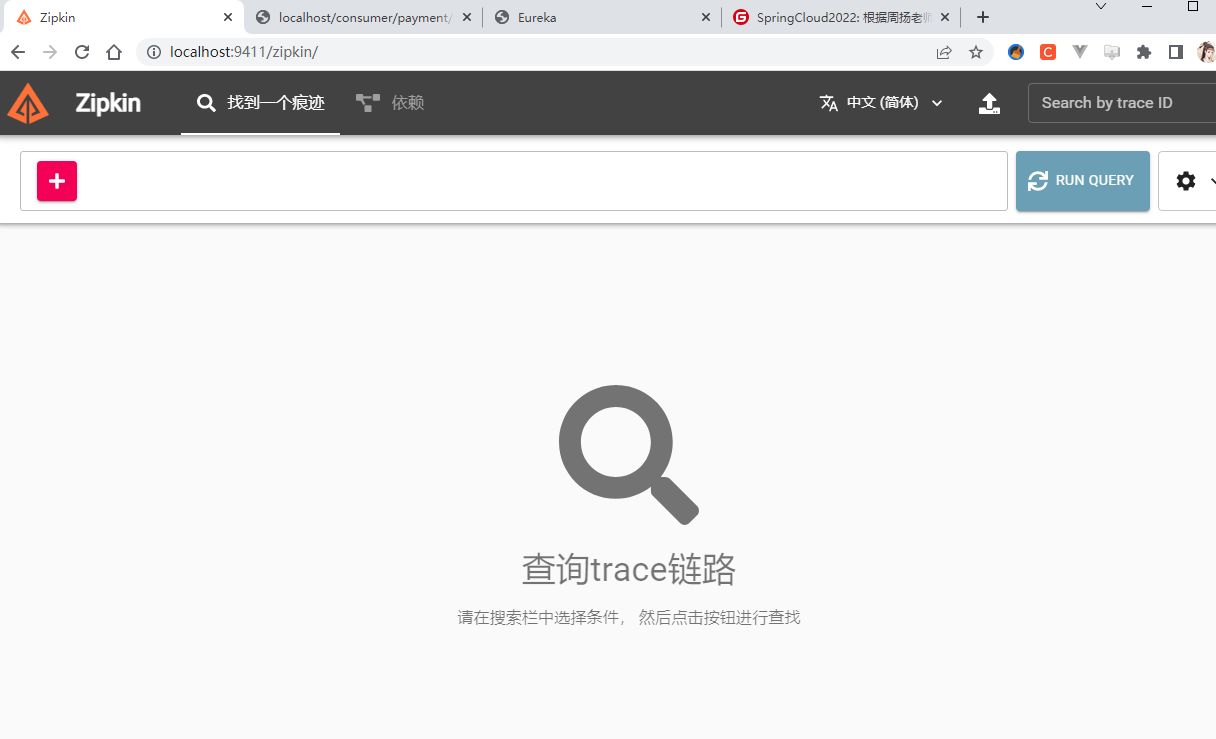 Zipkin
localhost/consumer/payment/
Eureka
SpringCloud2022: 根据周扬老师
localhost:9411/zipkin/
C
Zipkin
找到一个痕迹
依赖
中文 (简体)
Search by trace ID
RUN QUERY
查询trace链路
请在搜索栏中选择条件， 然后点击按钮进行查找